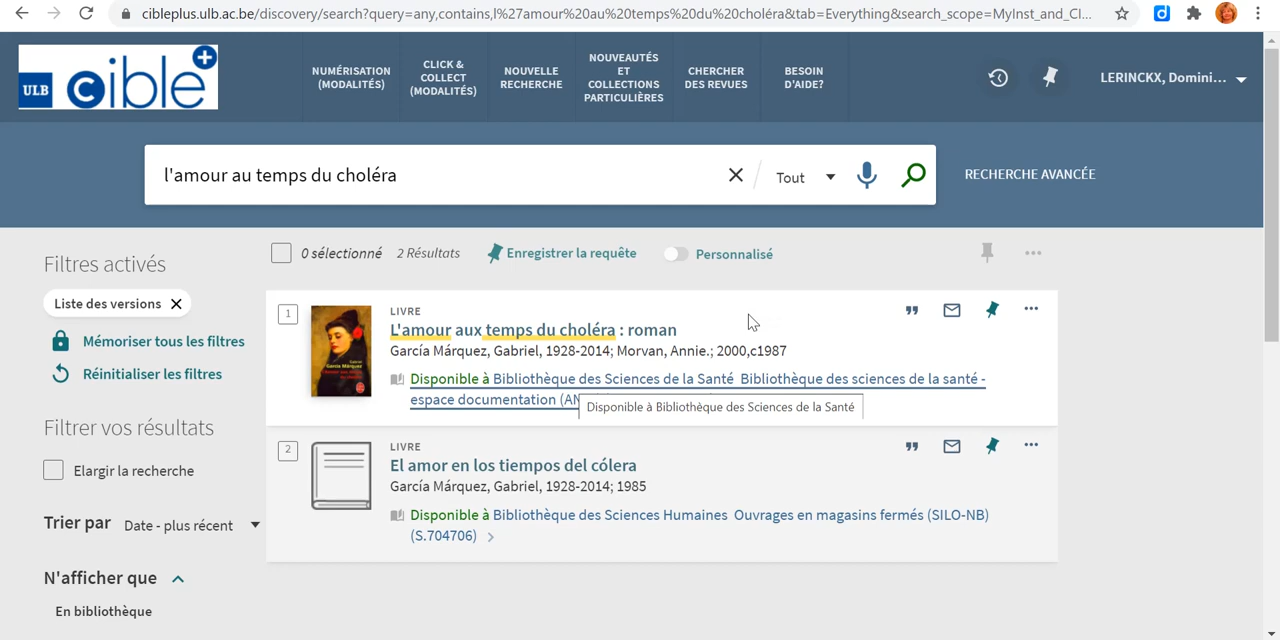 cibleplus.ulb.ac.be/discovery/search?query=any,contains,l%27amour%20au%20temps%20du%20choléra&tab=Everything&search_scope=MyInst_and_CI...
ULB cible+
NUMÉRISATION
(MODALITÉS)
CLICK &
COLLECT
(MODALITÉS)
NOUVELLE
RECHERCHE
NOUVEAUTÉS
ET
COLLECTIONS
PARTICULIÈRES
CHERCHER
DES REVUES
BESOIN
D'AIDE?
LERINCKX, Domini...
l'amour au temps du choléra
Tout
RECHERCHE AVANCÉE
Filtres activés
Liste des versions
Mémoriser tous les filtres
Réinitialiser les filtres
Filtrer vos résultats
Elargir la recherche
Trier par Date - plus récent
N'afficher que
En bibliothèque
0 sélectionné 2 Résultats Enregistrer la requête Personnalisé
1
LIVRE
L'amour aux temps du choléra : roman
García Márquez, Gabriel, 1928-2014; Morvan, Annie.; 2000,c1987
Disponible à Bibliothèque des Sciences de la Santé Bibliothèque des sciences de la santé -
espace documentation (AN
Disponible à Bibliothèque des Sciences de la Santé
2
LIVRE
El amor en los tiempos del cólera
García Márquez, Gabriel, 1928-2014; 1985
Disponible à Bibliothèque des Sciences Humaines Ouvrages en magasins fermés (SILO-NB)
(S.704706)